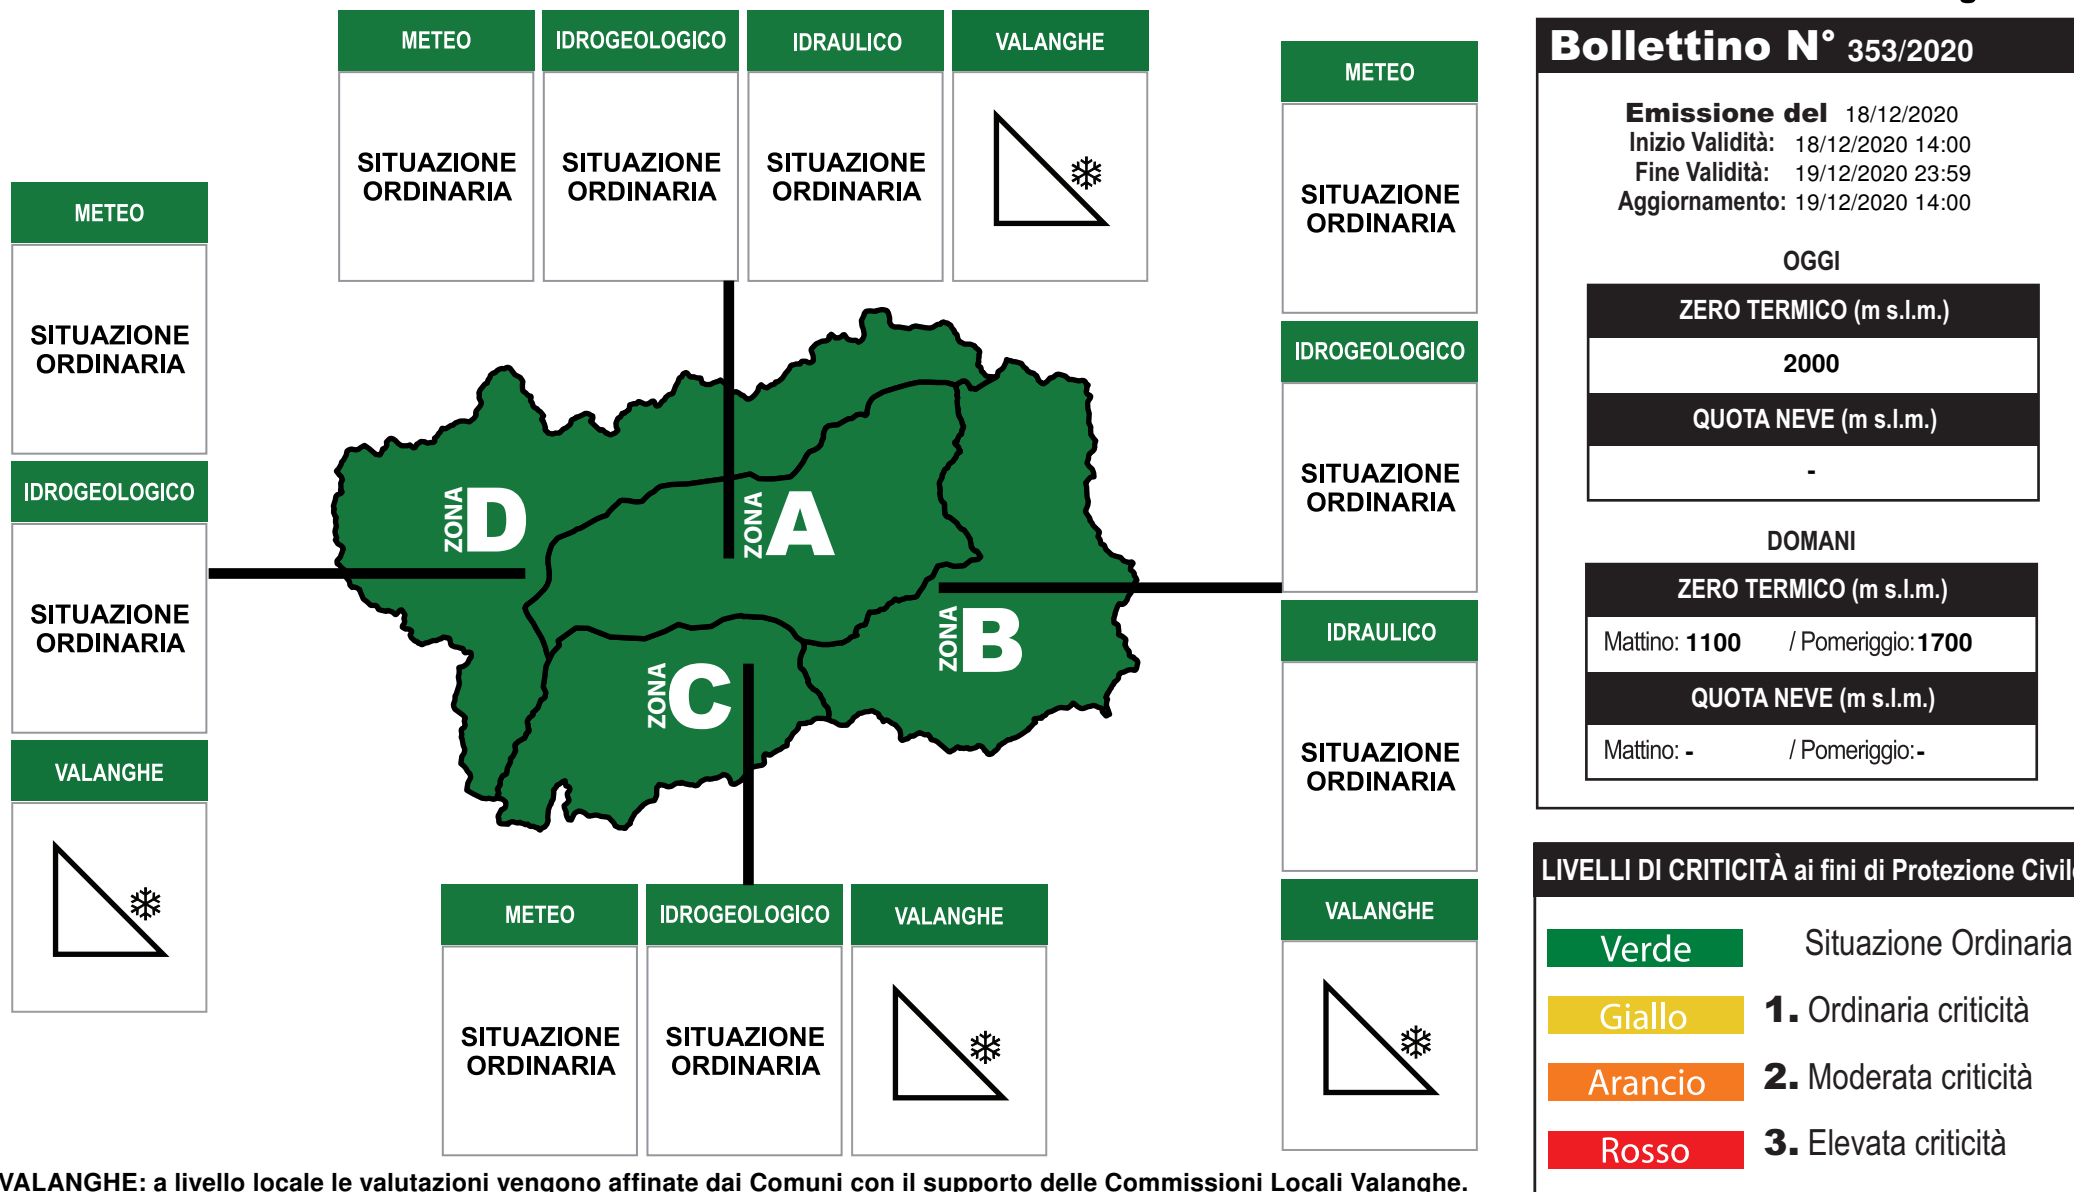 METEO IDROGEOLOGICO IDRAULICO VALANGHE
SITUAZIONE ORDINARIA
SITUAZIONE ORDINARIA
SITUAZIONE ORDINARIA
METEO
SITUAZIONE
ORDINARIA
IDROGEOLOGICO
SITUAZIONE
ORDINARIA
VALANGHE
ZONA D
ZONA A
ZONA B
ZONA C
METEO
SITUAZIONE
ORDINARIA
IDROGEOLOGICO
SITUAZIONE
ORDINARIA
IDRAULICO
SITUAZIONE
ORDINARIA
VALANGHE
METEO IDROGEOLOGICO VALANGHE
SITUAZIONE ORDINARIA
SITUAZIONE ORDINARIA
VALANGHE: a livello locale le valutazioni vengono affinate dai Comuni con il supporto delle Commissioni Locali Valanghe.
Bollettino N° 353/2020
Emissione del 18/12/2020
Inizio Validità: 18/12/2020 14:00
Fine Validità: 19/12/2020 23:59
Aggiornamento: 19/12/2020 14:00
OGGI
ZERO TERMICO (m s.l.m.)
2000
QUOTA NEVE (m s.l.m.)
-
DOMANI
ZERO TERMICO (m s.l.m.)
Mattino: 1100 / Pomeriggio: 1700
QUOTA NEVE (m s.l.m.)
Mattino: - / Pomeriggio: -
LIVELLI DI CRITICITÀ ai fini di Protezione Civile
Verde Situazione Ordinaria
Giallo 1. Ordinaria criticità
Arancio 2. Moderata criticità
Rosso 3. Elevata criticità